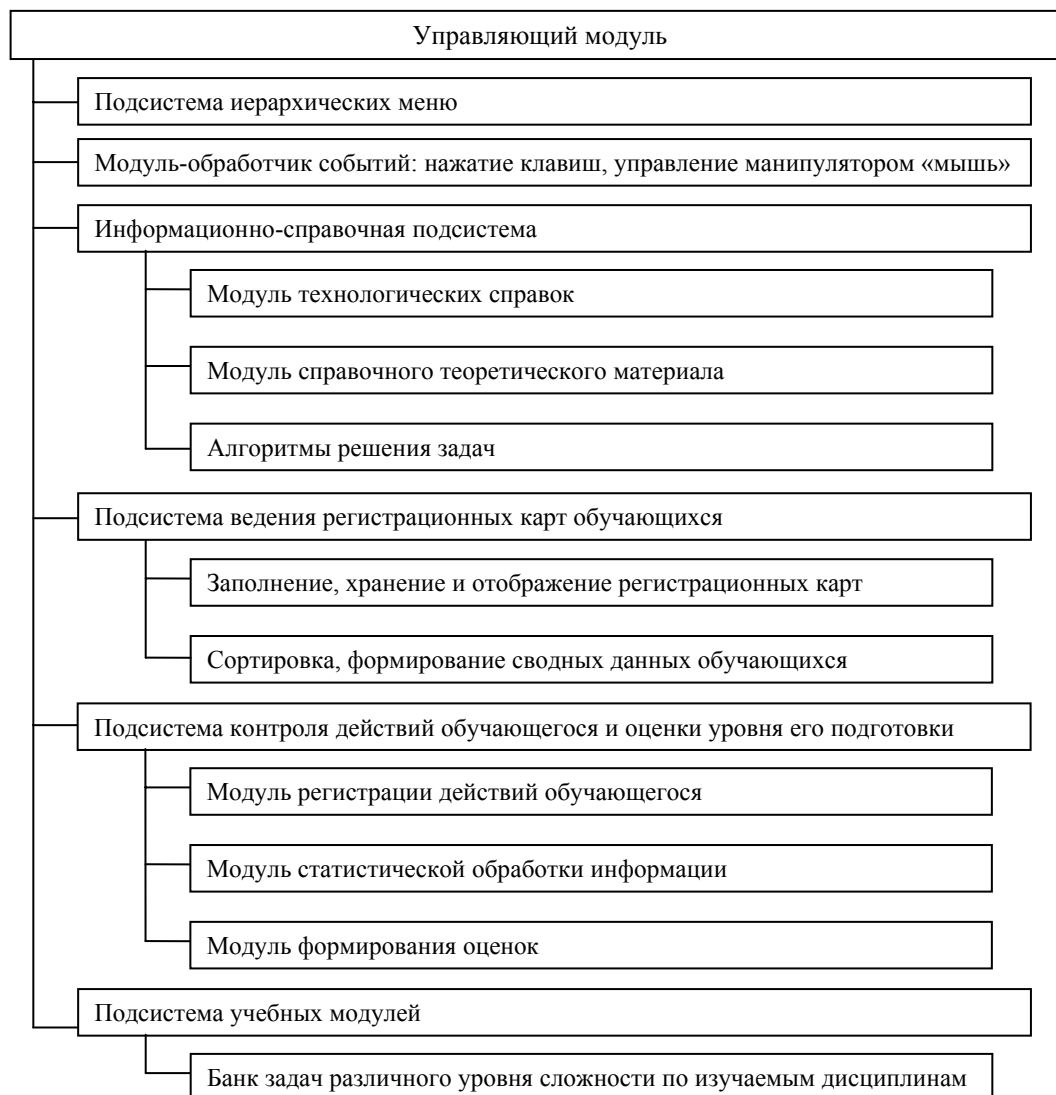 Управляющий модуль
Подсистема иерархических меню
Модуль-обработчик событий: нажатие клавиш, управление манипулятором «мышь»
Информационно-справочная подсистема
Модуль технологических справок
Модуль справочного теоретического материала
Алгоритмы решения задач
Подсистема ведения регистрационных карт обучающихся
Заполнение, хранение и отображение регистрационных карт
Сортировка, формирование сводных данных обучающихся
Подсистема контроля действий обучающегося и оценки уровня его подготовки
Модуль регистрации действий обучающегося
Модуль статистической обработки информации
Модуль формирования оценок
Подсистема учебных модулей
Банк задач различного уровня сложности по изучаемым дисциплинам